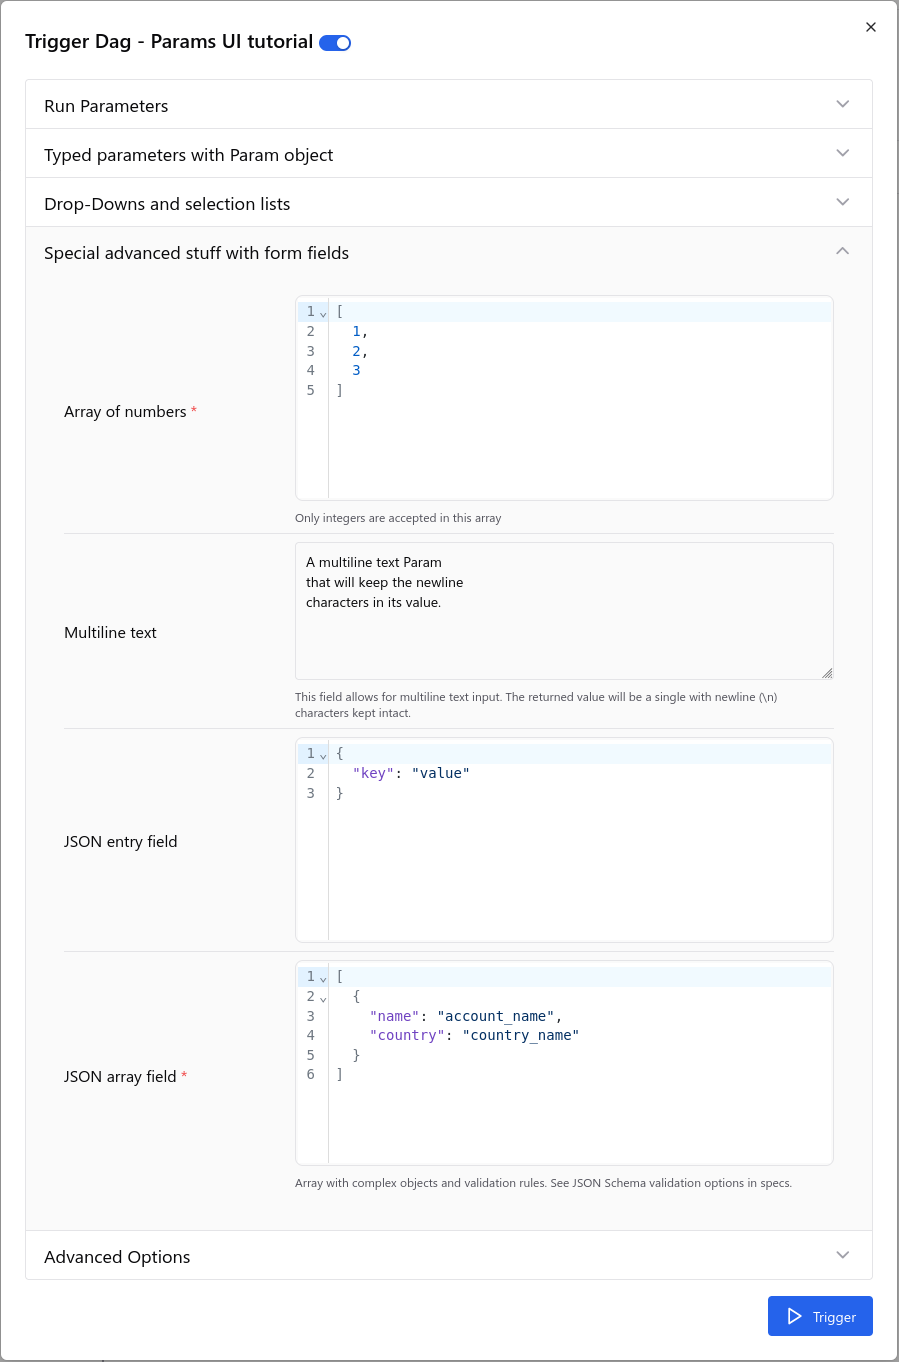 Trigger Dag - Params UI tutorial
Run Parameters
Typed parameters with Param object
Drop-Downs and selection lists
Special advanced stuff with form fields
Array of numbers *
1 [
2   1,
3   2,
4   3
5 ]
Only integers are accepted in this array
Multiline text
A multiline text Param
that will keep the newline
characters in its value.
This field allows for multiline text input. The returned value will be a single with newline (\n)
characters kept intact.
JSON entry field
1 {
2   "key": "value"
3 }
JSON array field *
1 [
2   {
3     "name": "account_name",
4     "country": "country_name"
5   }
6 ]
Array with complex objects and validation rules. See JSON Schema validation options in specs.
Advanced Options
Trigger